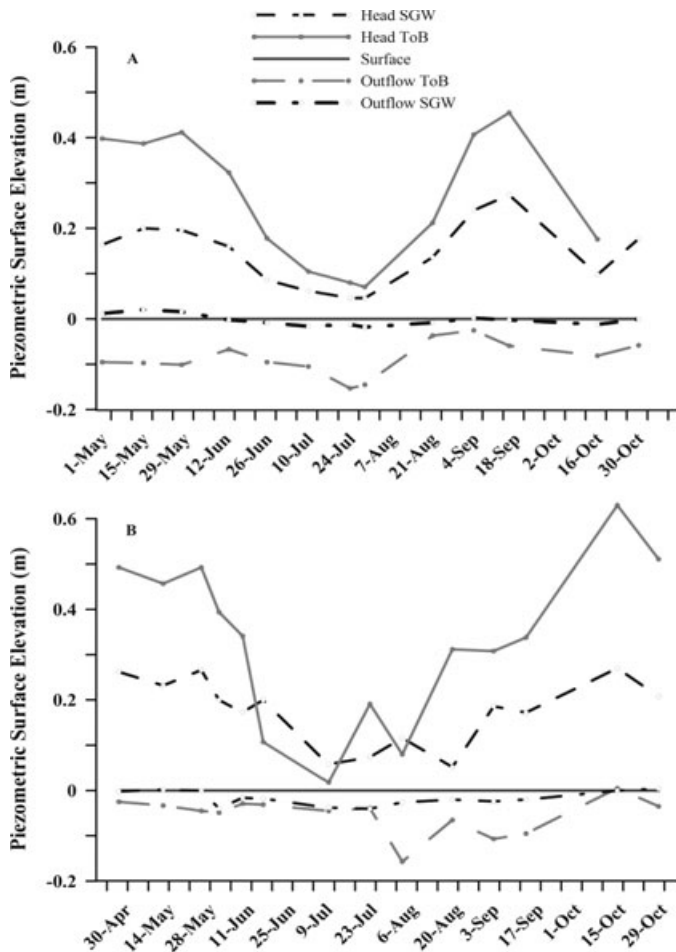 Head SGW
Head ToB
Surface
Outflow ToB
Outflow SGW
A
Piezometric Surface Elevation (m)
0.6
0.4
0.2
0
-0.2
1-May
15-May
29-May
12-Jun
26-Jun
10-Jul
24-Jul
7-Aug
21-Aug
4-Sep
18-Sep
2-Oct
16-Oct
30-Oct
B
Piezometric Surface Elevation (m)
0.6
0.4
0.2
0
-0.2
30-Apr
14-May
28-May
11-Jun
25-Jun
9-Jul
23-Jul
6-Aug
20-Aug
3-Sep
17-Sep
1-Oct
15-Oct
29-Oct